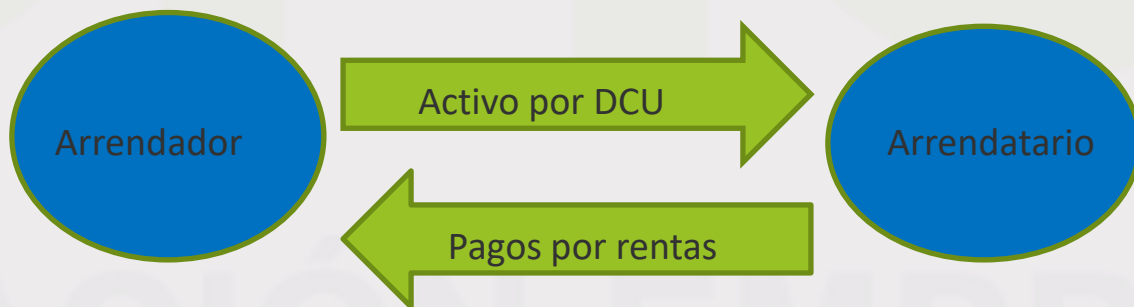 Activo por DCU
Arrendador
Arrendatario
Pagos por rentas